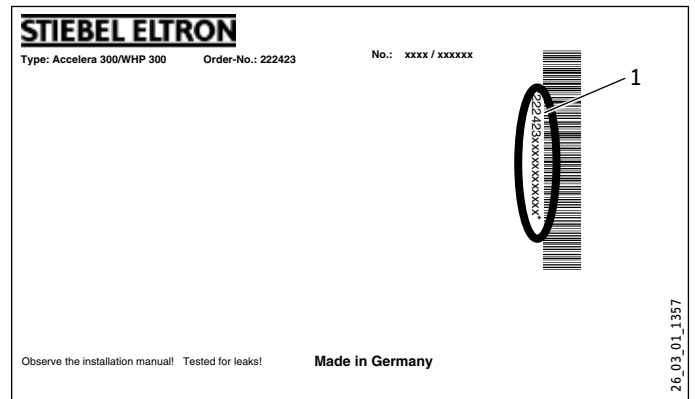 STIEBEL ELTRON
Type: Accelera 300/WHP 300 Order-No.: 222423 No.: xxxx / xxxxxx
1
222423xxxxxxxxxxxx*
Observe the installation manual! Tested for leaks! Made in Germany
26_03_01_1357